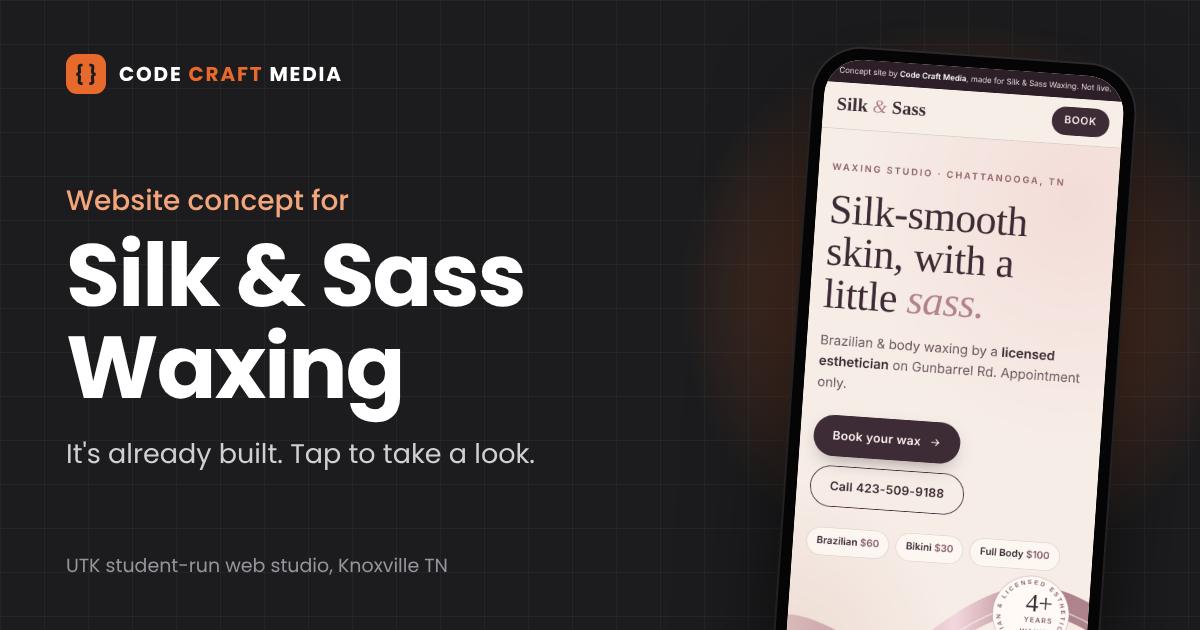 { } CODE CRAFT MEDIA
Website concept for
Silk & Sass
Waxing
It's already built. Tap to take a look.
UTK student-run web studio, Knoxville TN
Concept site by Code Craft Media, made for Silk & Sass Waxing. Not live.
Silk & Sass
BOOK
WAXING STUDIO · CHATTANOOGA, TN
Silk-smooth
skin, with a
little sass.
Brazilian & body waxing by a licensed
esthetician on Gunbarrel Rd. Appointment
only.
Book your wax →
Call 423-509-9188
Brazilian $60 Bikini $30 Full Body $100
& LICENSED
4+
YEARS